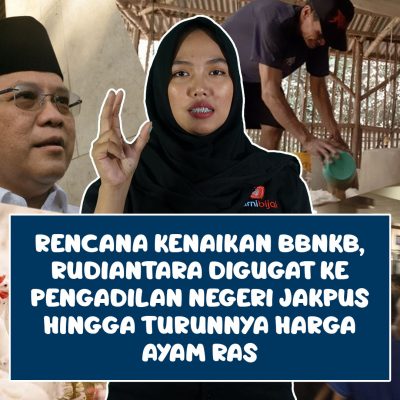 RENCANA KENAIKAN BBNKB,
RUDIANTARA DIGUGAT KE
PENGADILAN NEGERI JAKPUS
HINGGA TURUNNYA HARGA
AYAM RAS